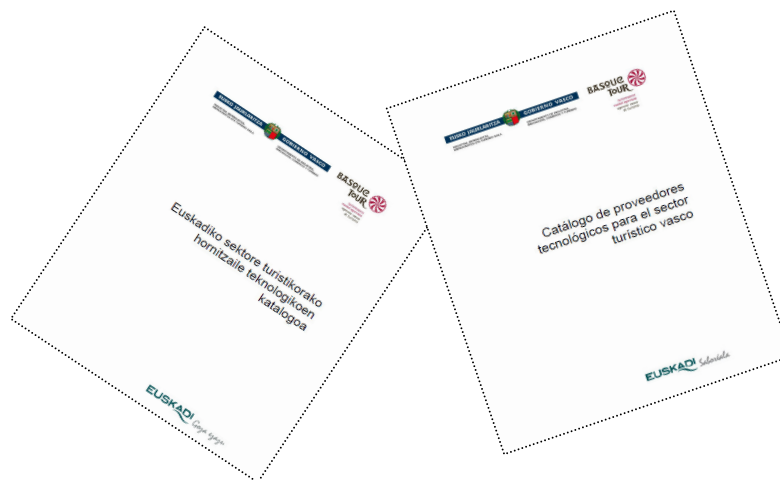 EUSKO JAURLARITZA
GOBIERNO VASCO
BASQUE
TOUR
Euskadiko sektore turistikorako
hornitzaile teknologikoen
katalogoa
EUSKADI
EUSKO JAURLARITZA
GOBIERNO VASCO
BASQUE
TOUR
Catálogo de proveedores
tecnológicos para el sector
turístico vasco
EUSKADI Saboréala